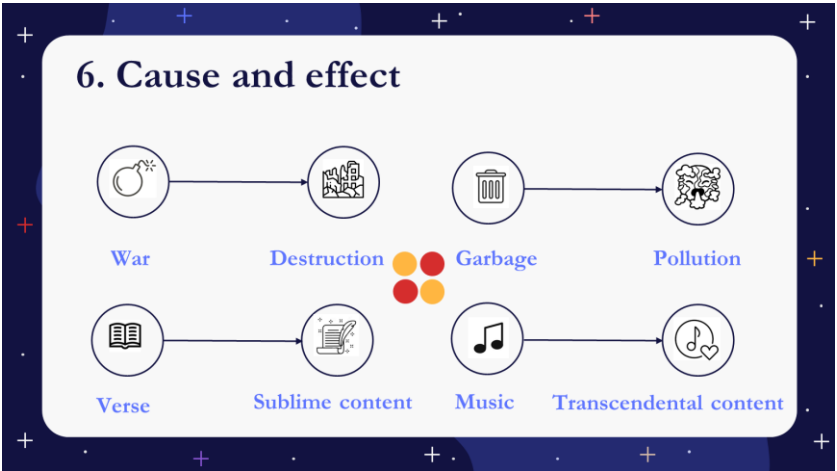 6. Cause and effect
War
Destruction
Garbage
Pollution
Verse
Sublime content
Music
Transcendental content